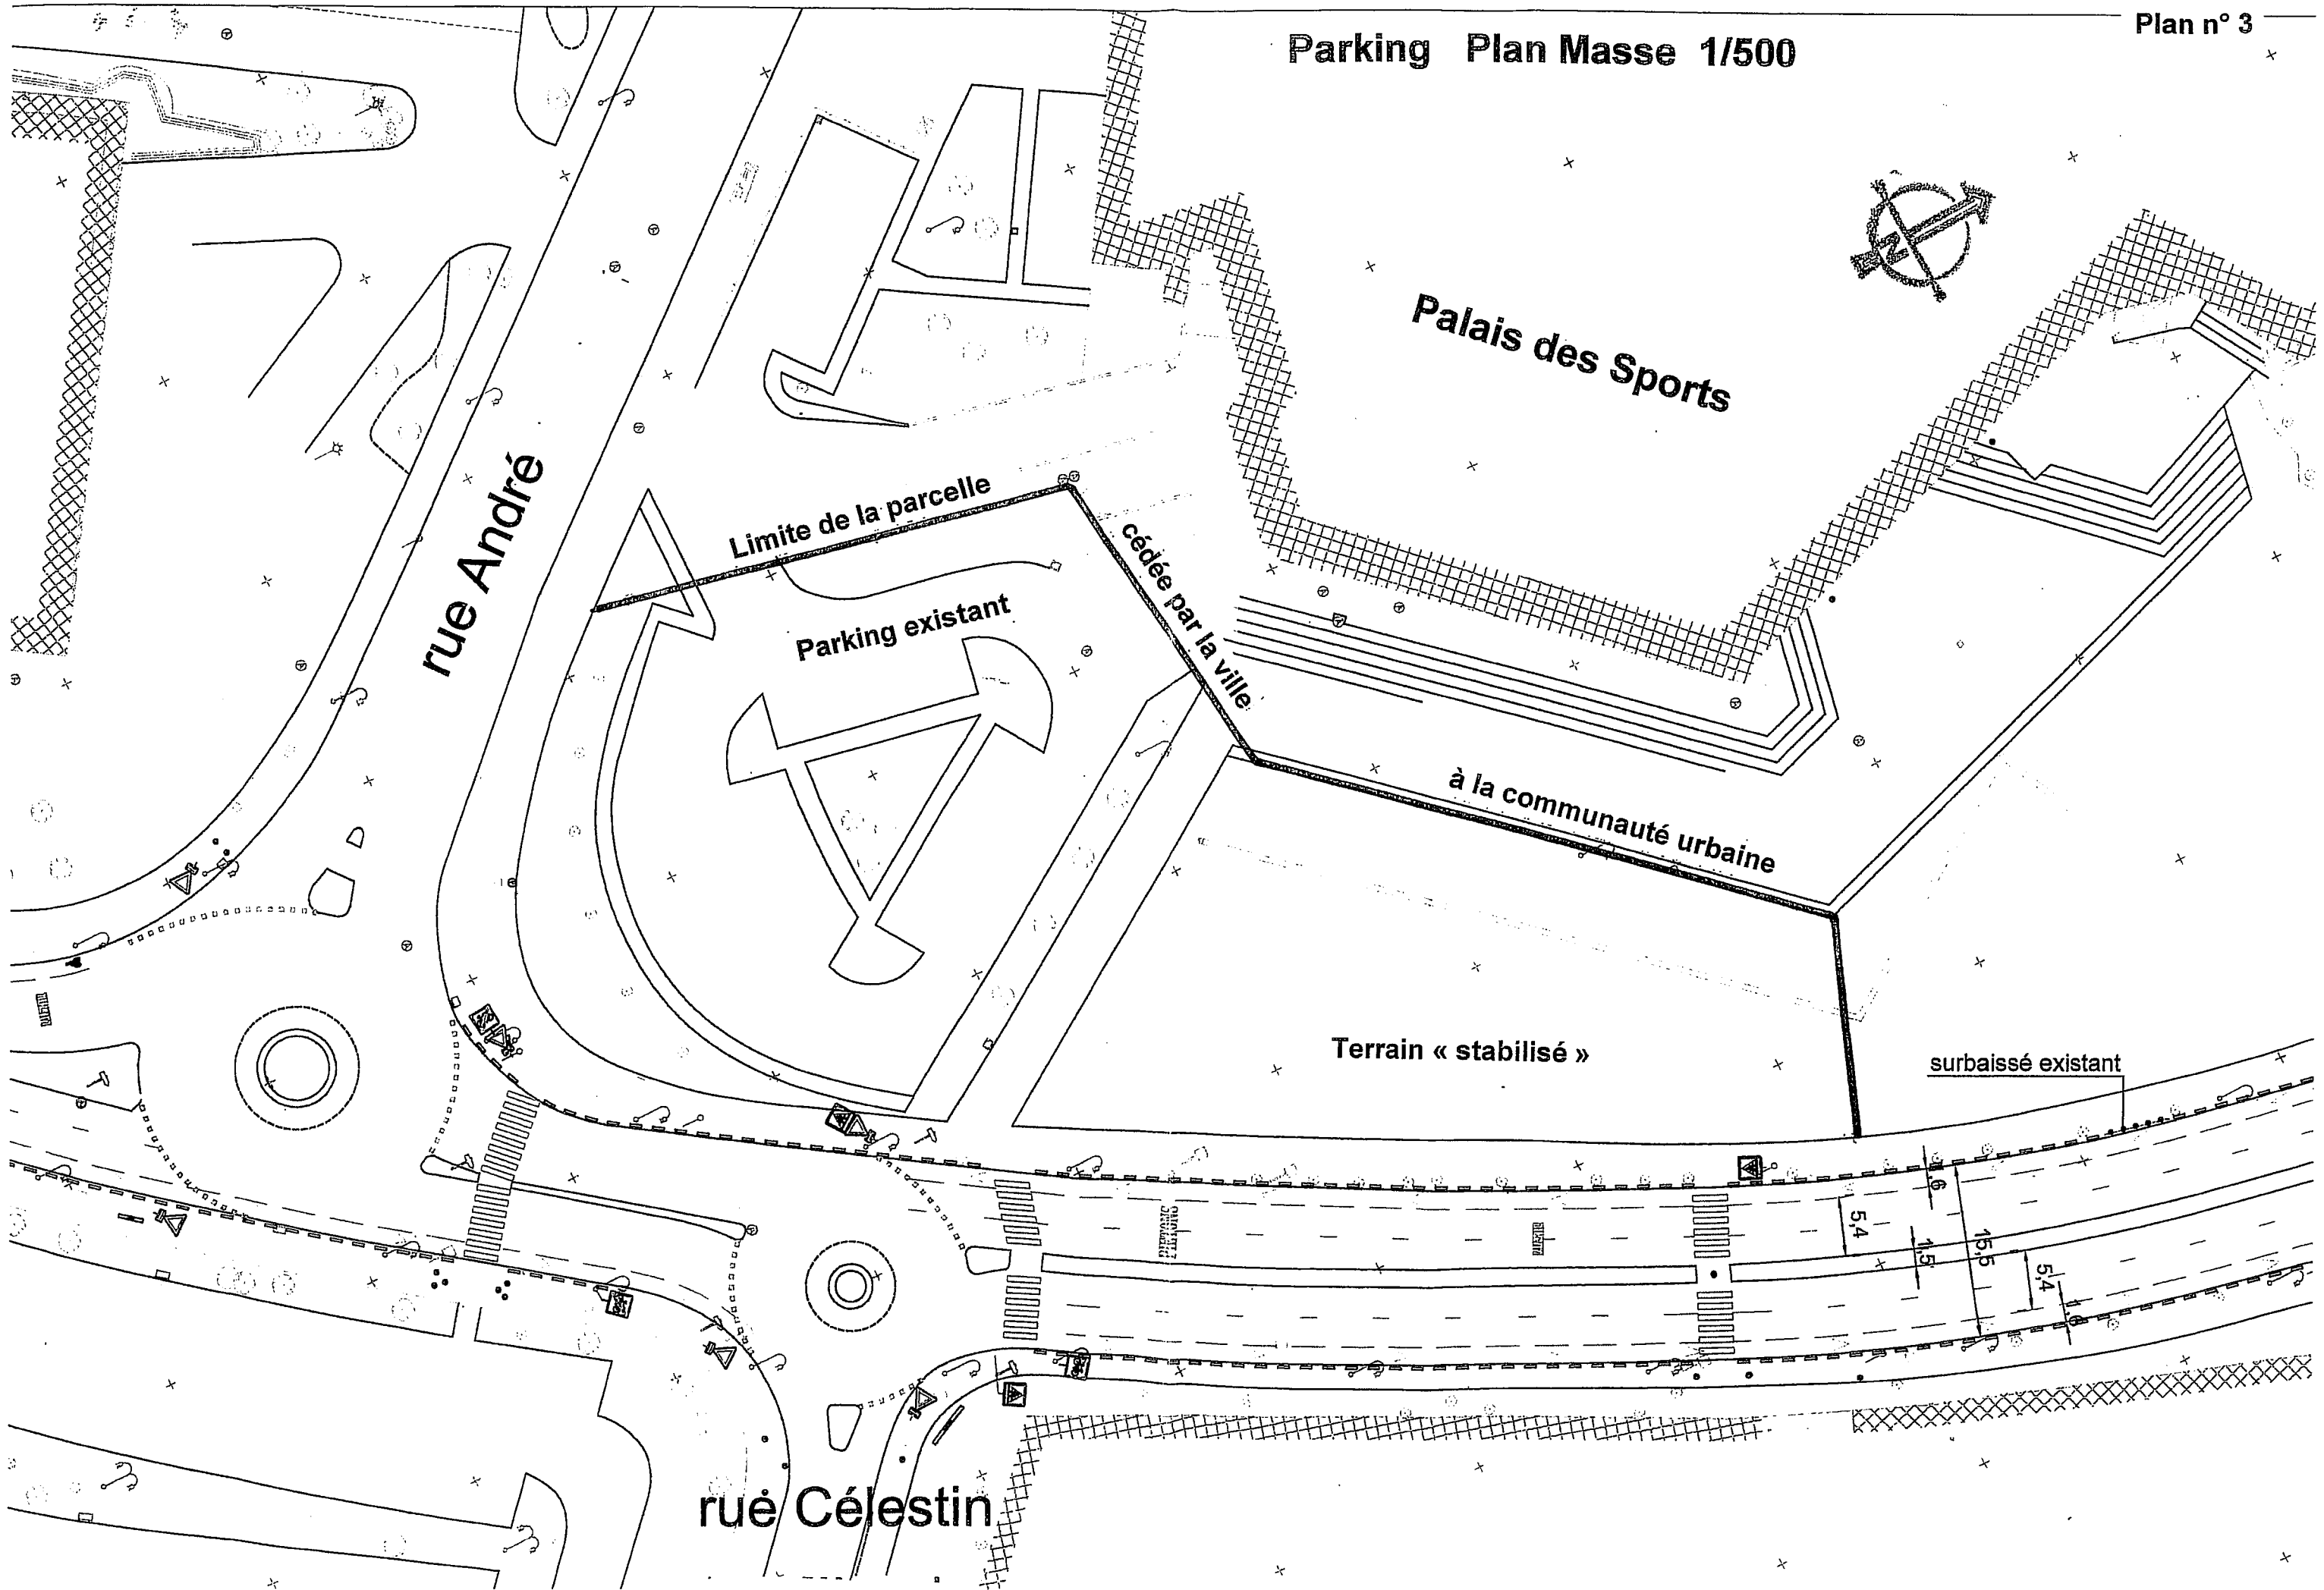 Plan n° 3
Parking Plan Masse 1/500
N
Palais des Sports
rue André
Limite de la parcelle
cédée par la ville
à la communauté urbaine
Parking existant
Terrain « stabilisé »
surbaissé existant
5,4
1,5
15,5
5,4
rue Célestin